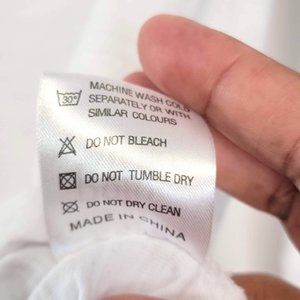 30°
MACHINE WASH COLD
SEPARATELY OR WITH
SIMILAR COLOURS
DO NOT BLEACH
DO NOT TUMBLE DRY
DO NOT DRY CLEAN
MADE IN CHINA